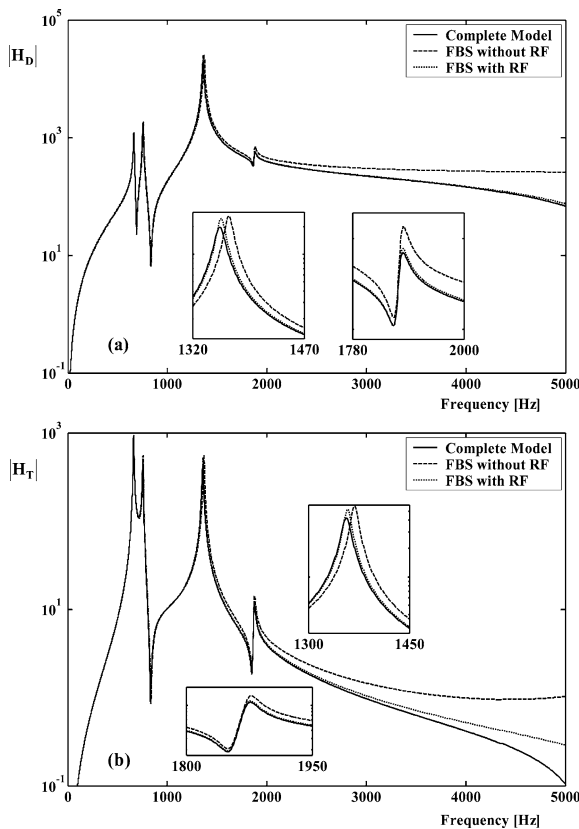 10^5
|H_D|
Complete Model
FBS without RF
FBS with RF
10^3
10^1
(a)
1320 1470
1780 2000
10^-1
0 1000 2000 3000 4000 5000
Frequency [Hz]
10^3
|H_T|
Complete Model
FBS without RF
FBS with RF
1300 1450
10^1
(b)
1800 1950
10^-1
0 1000 2000 3000 4000 5000
Frequency [Hz]